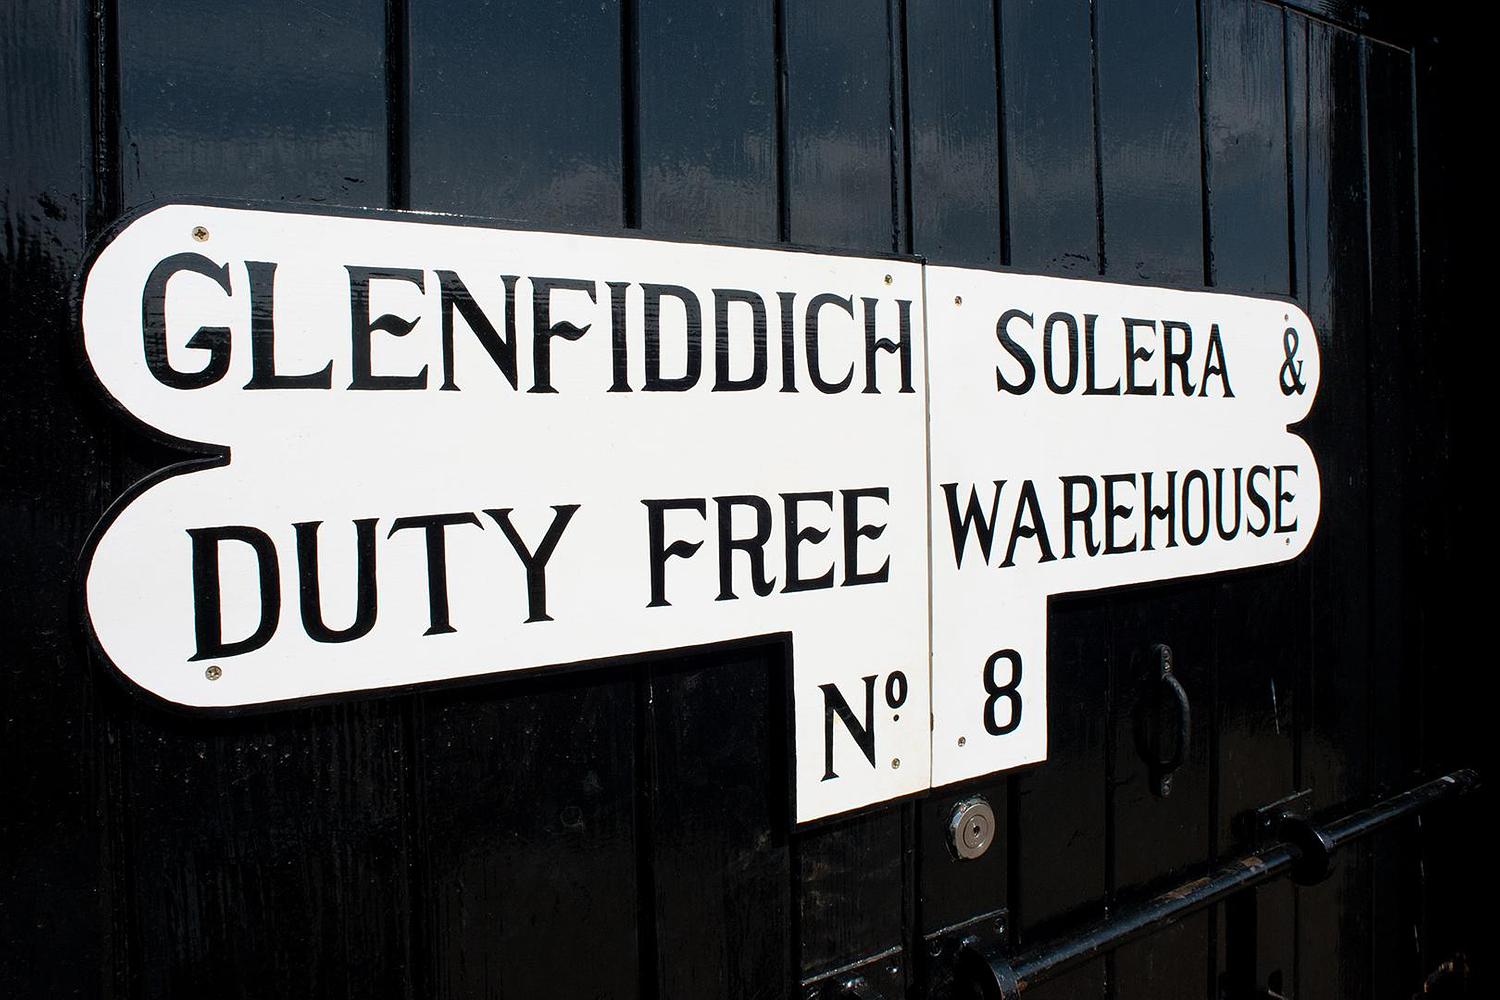 GLENFIDDICH SOLERA &
DUTY FREE WAREHOUSE
Nº 8